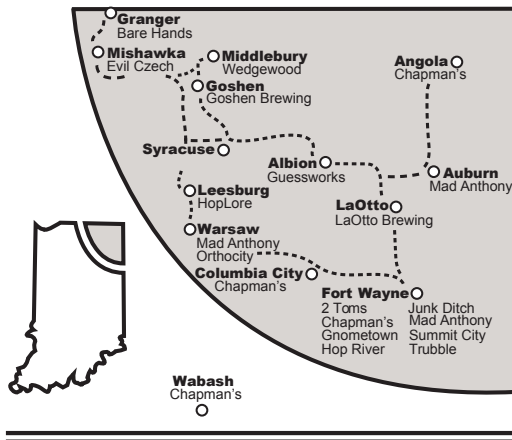 Granger
Bare Hands
Mishawka
Evil Czech
Middlebury
Wedgewood
Goshen
Goshen Brewing
Angola
Chapman's
Syracuse
Albion
Guessworks
Auburn
Mad Anthony
Leesburg
HopLore
LaOtto
LaOtto Brewing
Warsaw
Mad Anthony
Orthocity
Columbia City
Chapman's
Fort Wayne
2 Toms
Chapman's
Gnometown
Hop River
Junk Ditch
Mad Anthony
Summit City
Trubble
Wabash
Chapman's